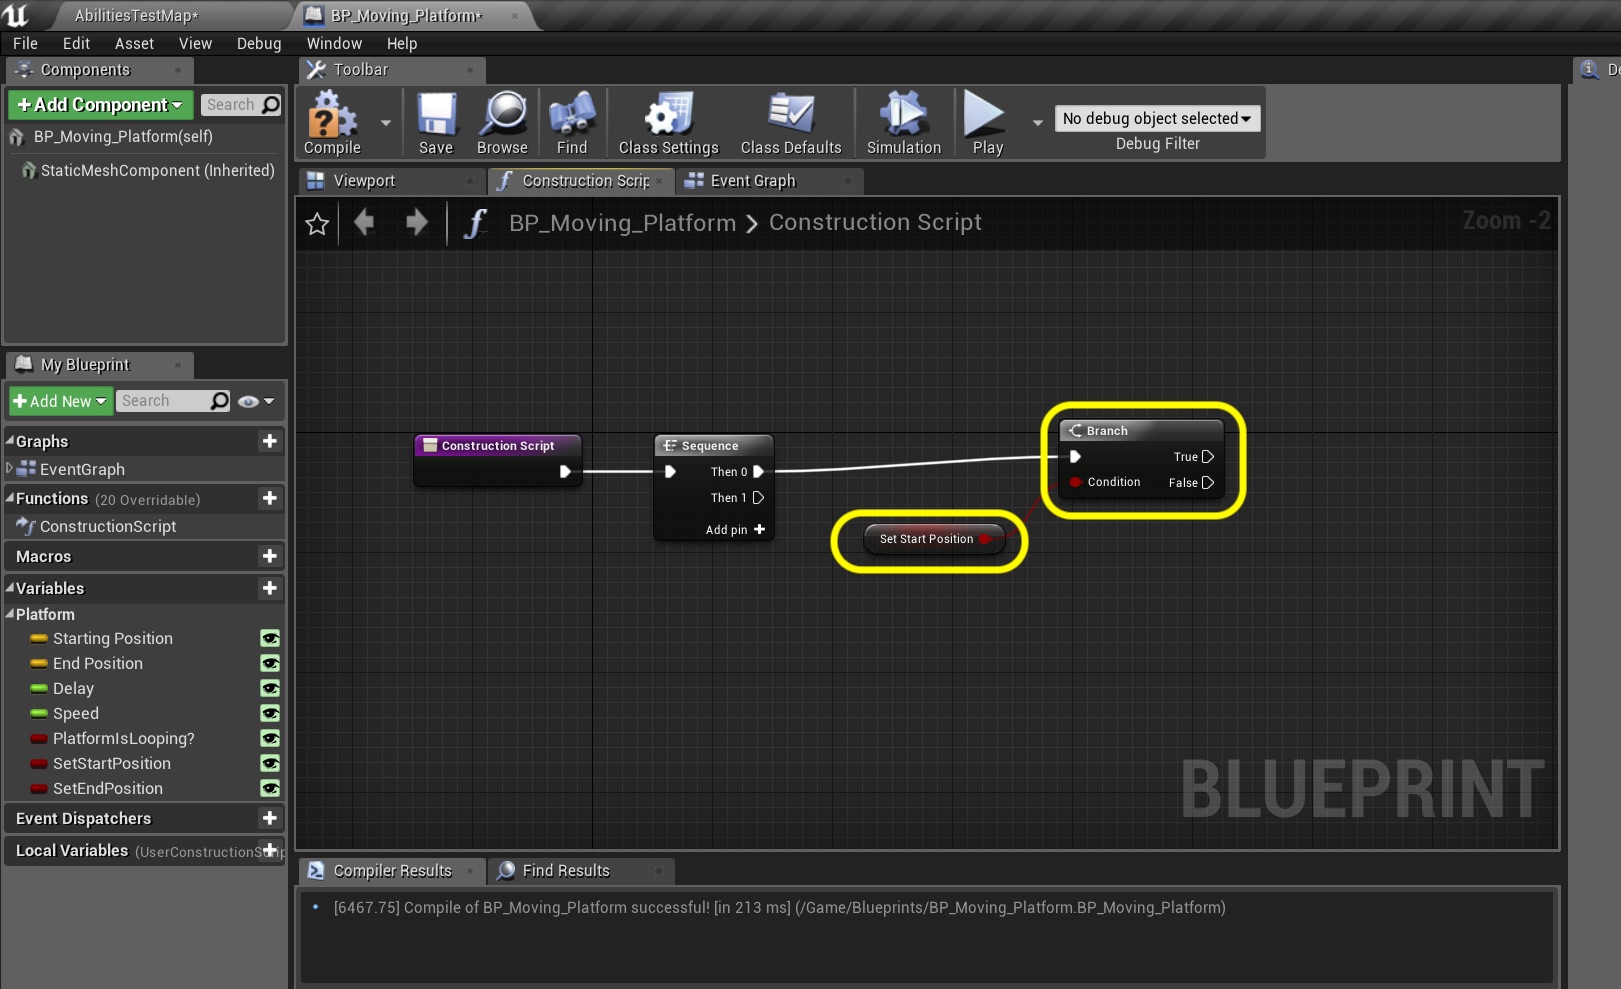 AbilitiesTestMap*
BP_Moving_Platform*
File Edit Asset View Debug Window Help
Components
Toolbar
Add Component
Search
BP_Moving_Platform(self)
StaticMeshComponent (Inherited)
Compile
Save
Browse
Find
Class Settings
Class Defaults
Simulation
Play
No debug object selected
Debug Filter
Viewport
Construction Scrip
Event Graph
BP_Moving_Platform > Construction Script
Zoom -2
My Blueprint
Add New
Search
Graphs
EventGraph
Functions (20 Overridable)
ConstructionScript
Macros
Variables
Platform
Starting Position
End Position
Delay
Speed
PlatformIsLooping?
SetStartPosition
SetEndPosition
Event Dispatchers
Local Variables (UserConstructionScrip
Construction Script
Sequence
Then 0
Then 1
Add pin
Set Start Position
Branch
True
Condition
False
BLUEPRINT
Compiler Results
Find Results
[6467.75] Compile of BP_Moving_Platform successful! [in 213 ms] (/Game/Blueprints/BP_Moving_Platform.BP_Moving_Platform)